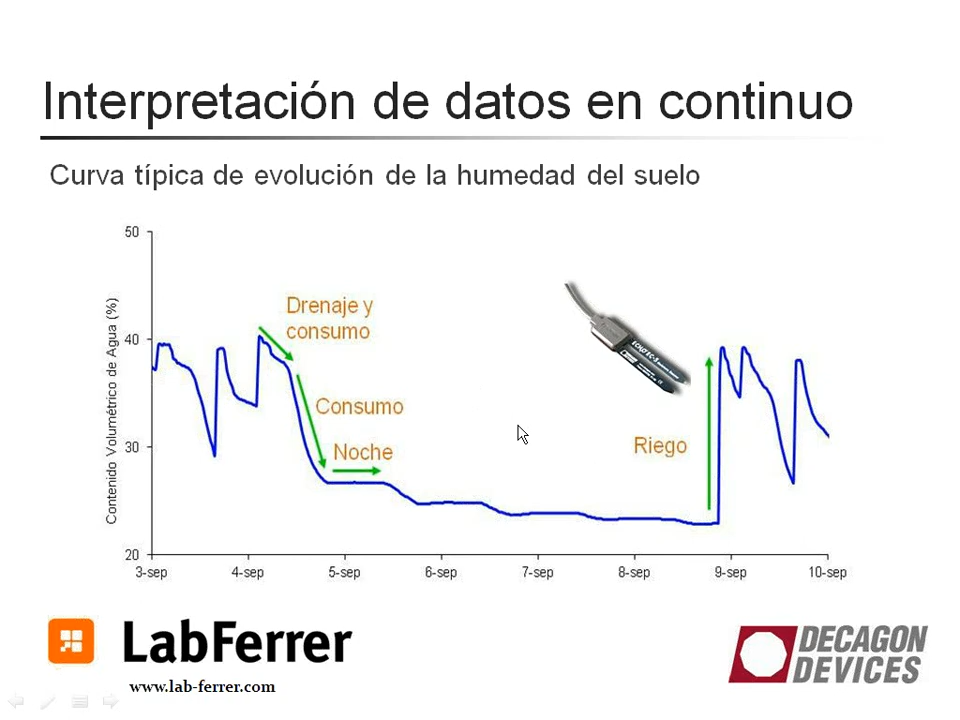 Interpretación de datos en continuo
Curva típica de evolución de la humedad del suelo
Contenido Volumétrico de Agua (%)
50
40
30
20
Drenaje y
consumo
Consumo
Noche
Riego
3-sep
4-sep
5-sep
6-sep
7-sep
8-sep
9-sep
10-sep
LabFerrer
www.lab-ferrer.com
DECAGON
DEVICES